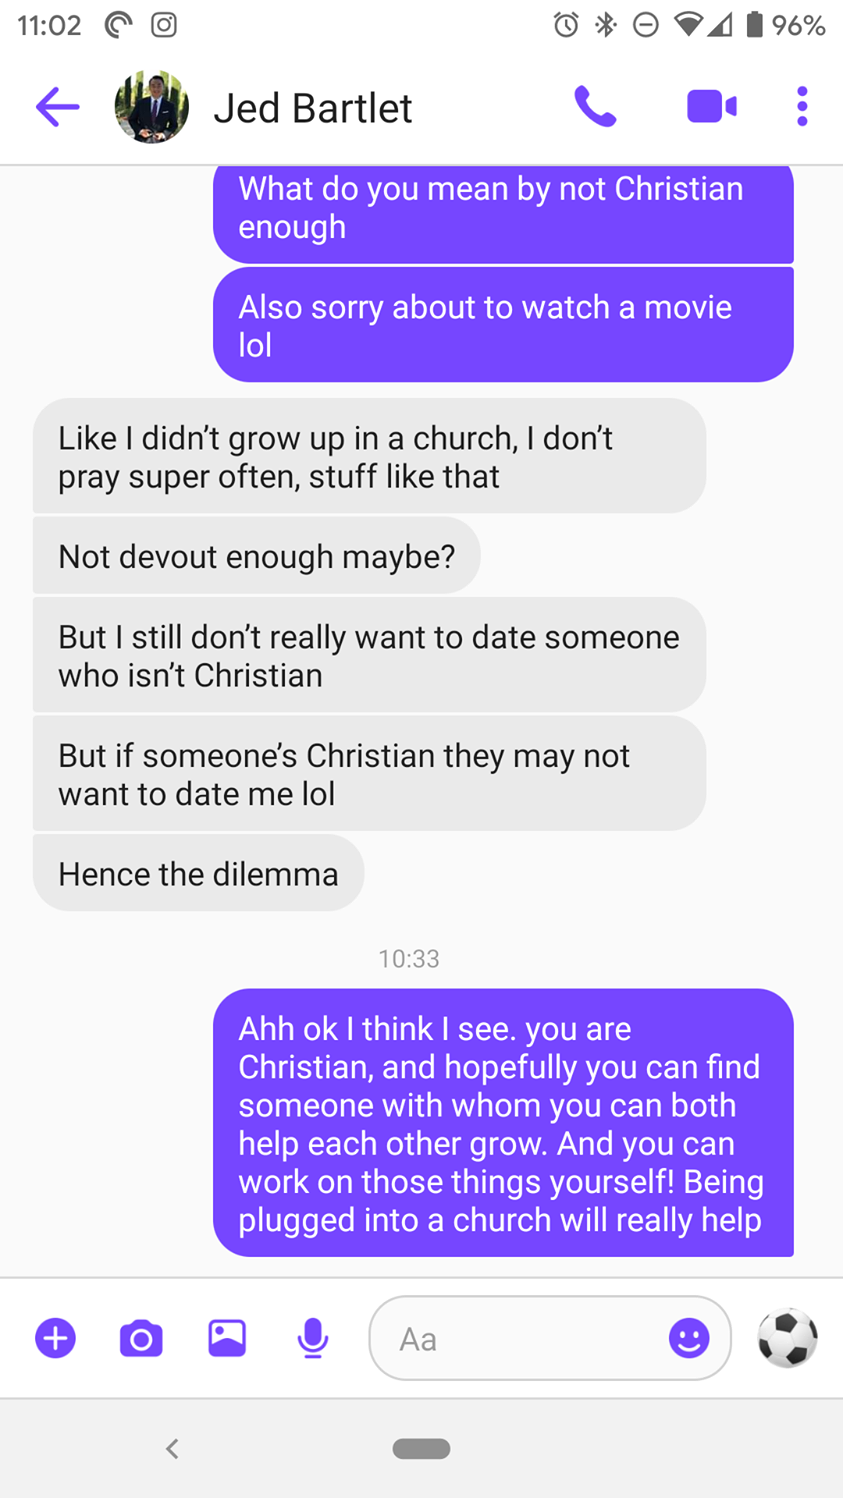 11:02 96%
Jed Bartlet
What do you mean by not Christian
enough
Also sorry about to watch a movie
lol
Like I didn’t grow up in a church, I don’t
pray super often, stuff like that
Not devout enough maybe?
But I still don’t really want to date someone
who isn’t Christian
But if someone’s Christian they may not
want to date me lol
Hence the dilemma
10:33
Ahh ok I think I see. you are
Christian, and hopefully you can find
someone with whom you can both
help each other grow. And you can
work on those things yourself! Being
plugged into a church will really help
Aa